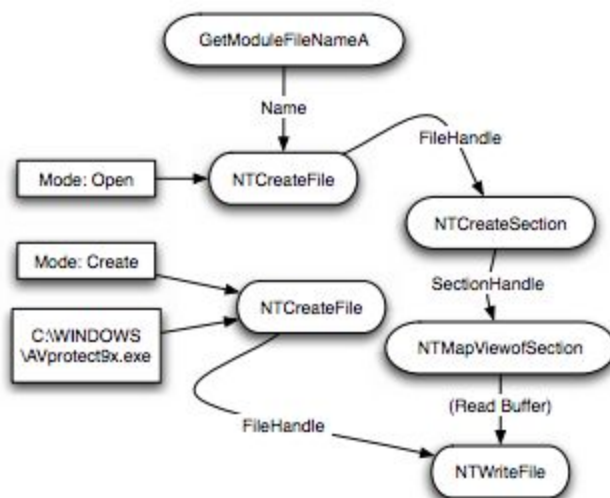 GetModuleFileNameA
Name
FileHandle
Mode: Open
NTCreateFile
NTCreateSection
Mode: Create
NTCreateFile
SectionHandle
C:\WINDOWS
\AVprotect9x.exe
NTMapViewofSection
(Read Buffer)
FileHandle
NTWriteFile